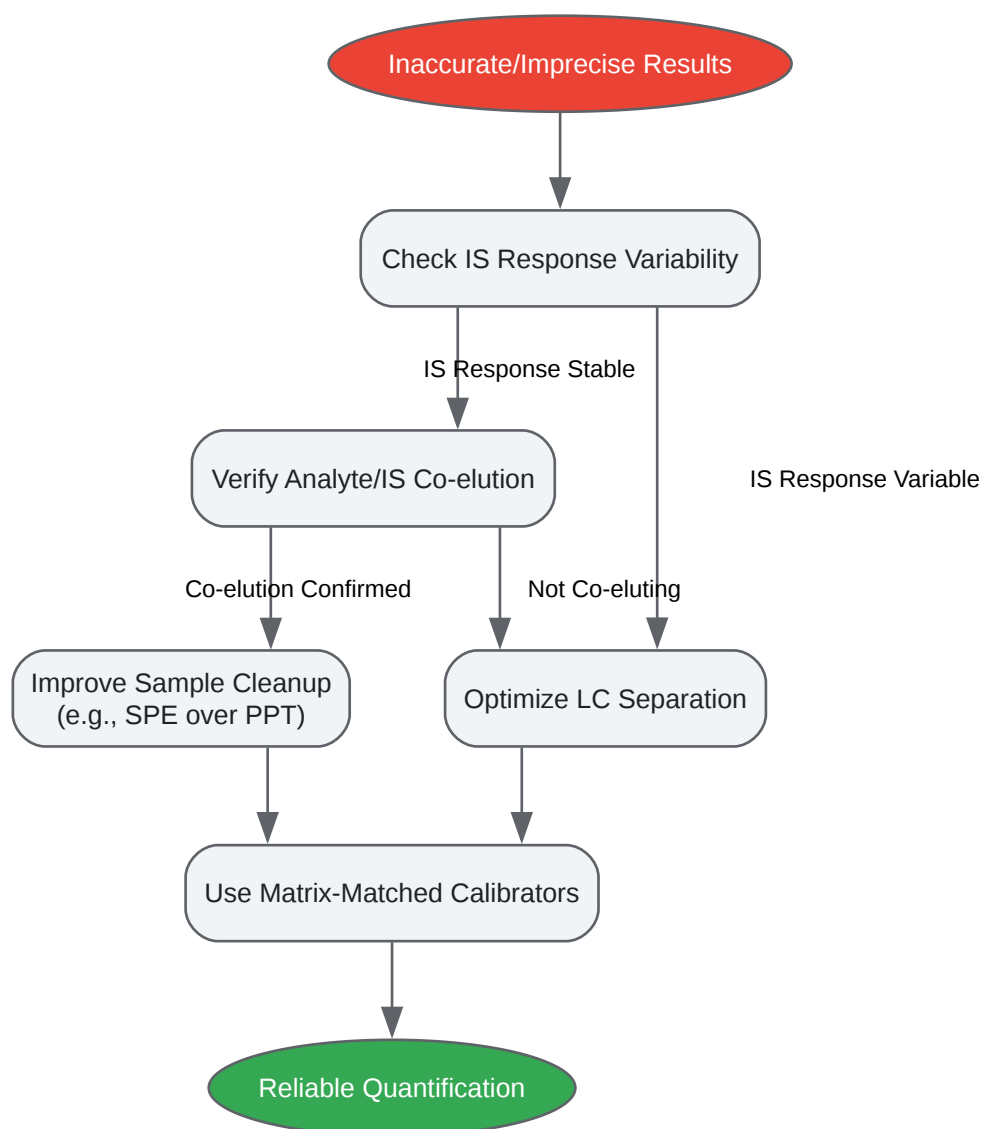 Inaccurate/Imprecise Results
Check IS Response Variability
IS Response Stable
Verify Analyte/IS Co-elution
IS Response Variable
Co-elution Confirmed
Not Co-eluting
Improve Sample Cleanup
(e.g., SPE over PPT)
Optimize LC Separation
Use Matrix-Matched Calibrators
Reliable Quantification